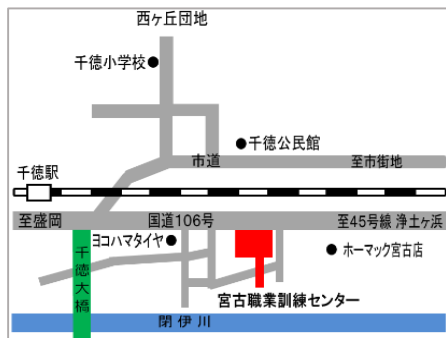 西ヶ丘団地
千徳小学校
千徳公民館
市道
至市街地
千徳駅
至盛岡
国道106号
至45号線 浄土ヶ浜
ヨコハマタイヤ
ホーマック宮古店
千徳大橋
宮古職業訓練センター
閉伊川